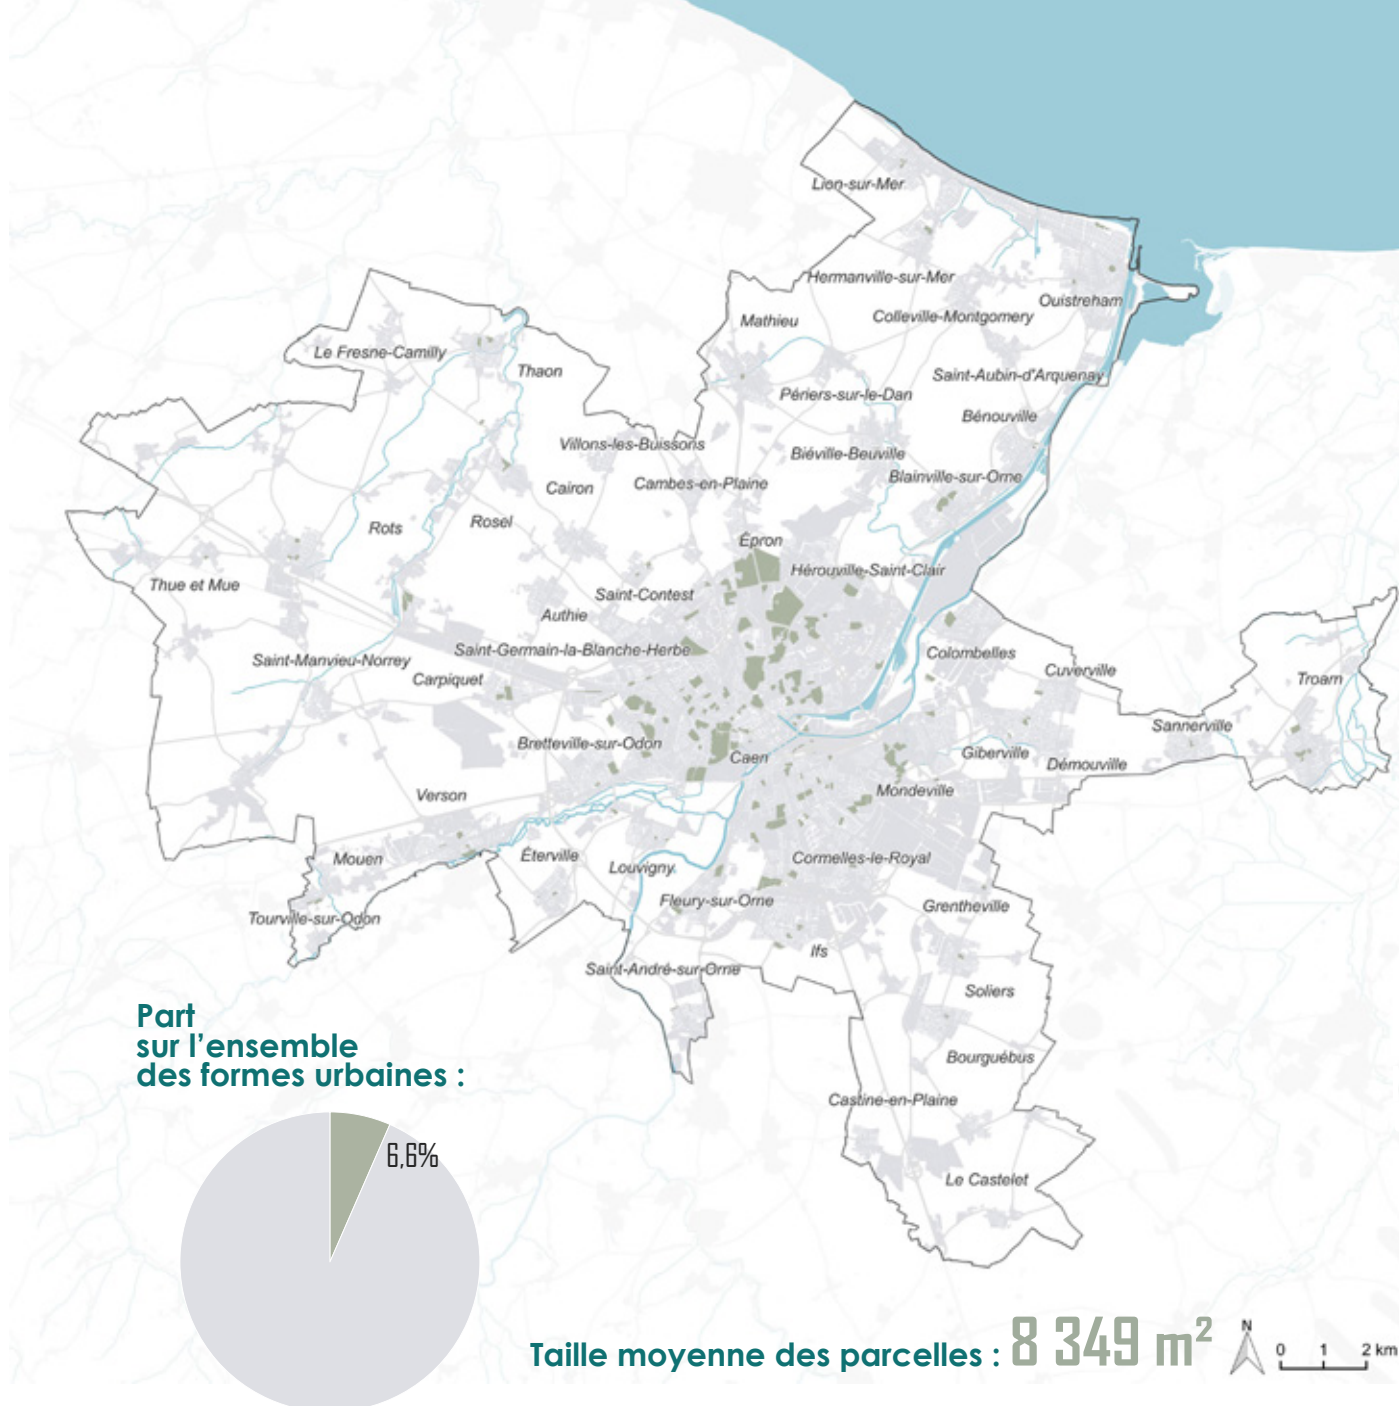 Lion-sur-Mer
Hermanville-sur-Mer
Ouistreham
Colleville-Montgomery
Mathieu
Le Fresne-Camilly
Thaon
Saint-Aubin-d'Arquenay
Périers-sur-le-Dan
Bénouville
Villons-les-Buissons
Biéville-Beuville
Blainville-sur-Orne
Cambes-en-Plaine
Cairon
Rosel
Rots
Épron
Hérouville-Saint-Clair
Thue et Mue
Saint-Contest
Authie
Saint-Germain-la-Blanche-Herbe
Colombelles
Saint-Manvieu-Norrey
Carpiquet
Cuverville
Troarn
Sannerville
Bretteville-sur-Odon
Caen
Giberville
Démouville
Mondeville
Verson
Mouen
Éterville
Louvigny
Cormelles-le-Royal
Fleury-sur-Orne
Grentheville
Tourville-sur-Odon
Ifs
Saint-André-sur-Orne
Soliers
Bourguébus
Castine-en-Plaine
Le Castelet
Part
sur l'ensemble
des formes urbaines :
6,6%
Taille moyenne des parcelles : 8 349 m²
N
0 1 2 km